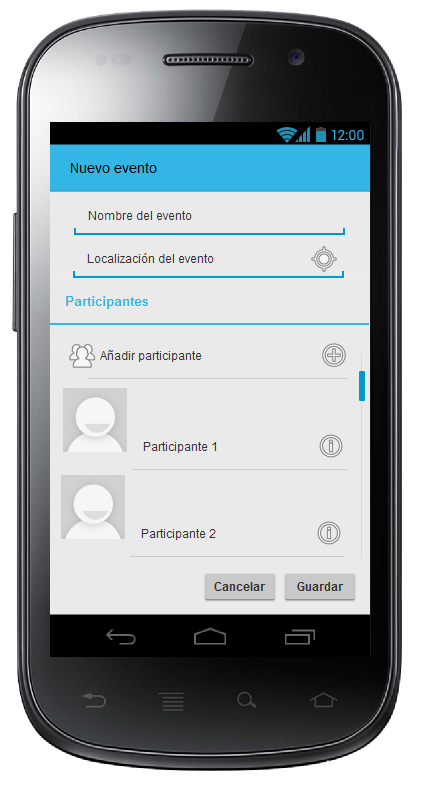 12:00
Nuevo evento
Nombre del evento
Localización del evento
Participantes
Añadir participante
Participante 1
Participante 2
Cancelar
Guardar